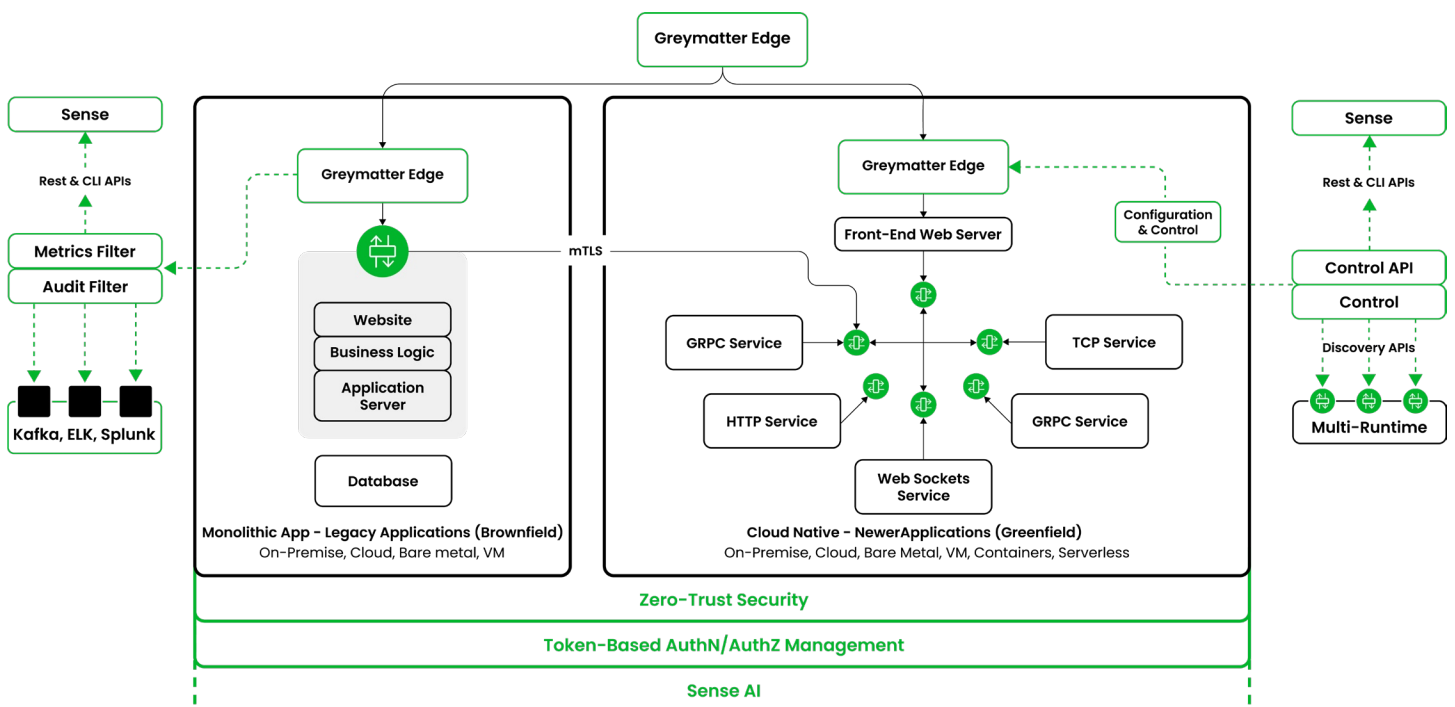 Greymatter Edge
Sense
Rest & CLI APIs
Metrics Filter
Audit Filter
Kafka, ELK, Splunk
Greymatter Edge
mTLS
Website
Business Logic
Application
Server
Database
Monolithic App - Legacy Applications (Brownfield)
On-Premise, Cloud, Bare metal, VM
Greymatter Edge
Front-End Web Server
GRPC Service
TCP Service
HTTP Service
GRPC Service
Web Sockets
Service
Cloud Native - NewerApplications (Greenfield)
On-Premise, Cloud, Bare Metal, VM, Containers, Serverless
Configuration
& Control
Sense
Rest & CLI APIs
Control API
Control
Discovery APIs
Multi-Runtime
Zero-Trust Security
Token-Based AuthN/AuthZ Management
Sense AI